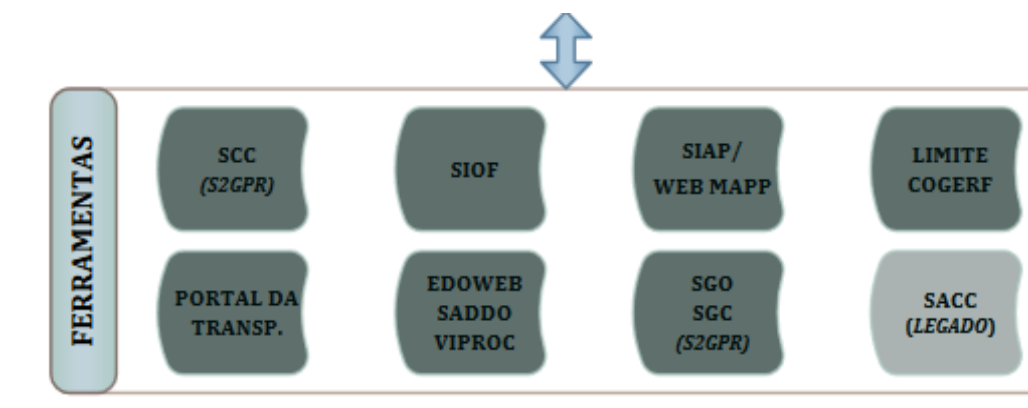 FERRAMENTAS
SCC
(S2GPR)
SIOF
SIAP/
WEB MAPP
LIMITE
COGERF
PORTAL DA
TRANSP.
EDOWEB
SADDO
VIPROC
SGO
SGC
(S2GPR)
SACC
(LEGADO)